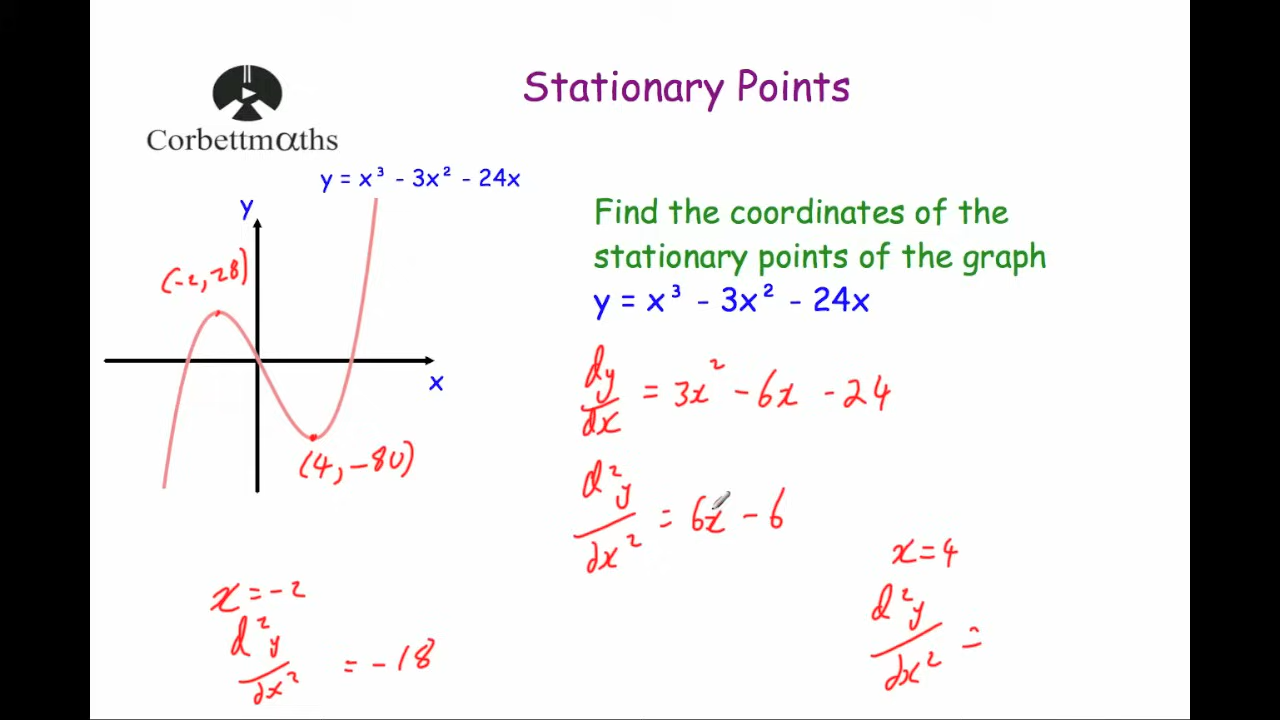 Stationary Points
Corbettmαths
y = x³ - 3x² - 24x
y
x
(-2, 28)
(4, -80)
Find the coordinates of the
stationary points of the graph
y = x³ - 3x² - 24x
dy/dx = 3x² - 6x - 24
d²y/dx² = 6x - 6
x = -2
d²y/dx² = -18
x = 4
d²y/dx² =